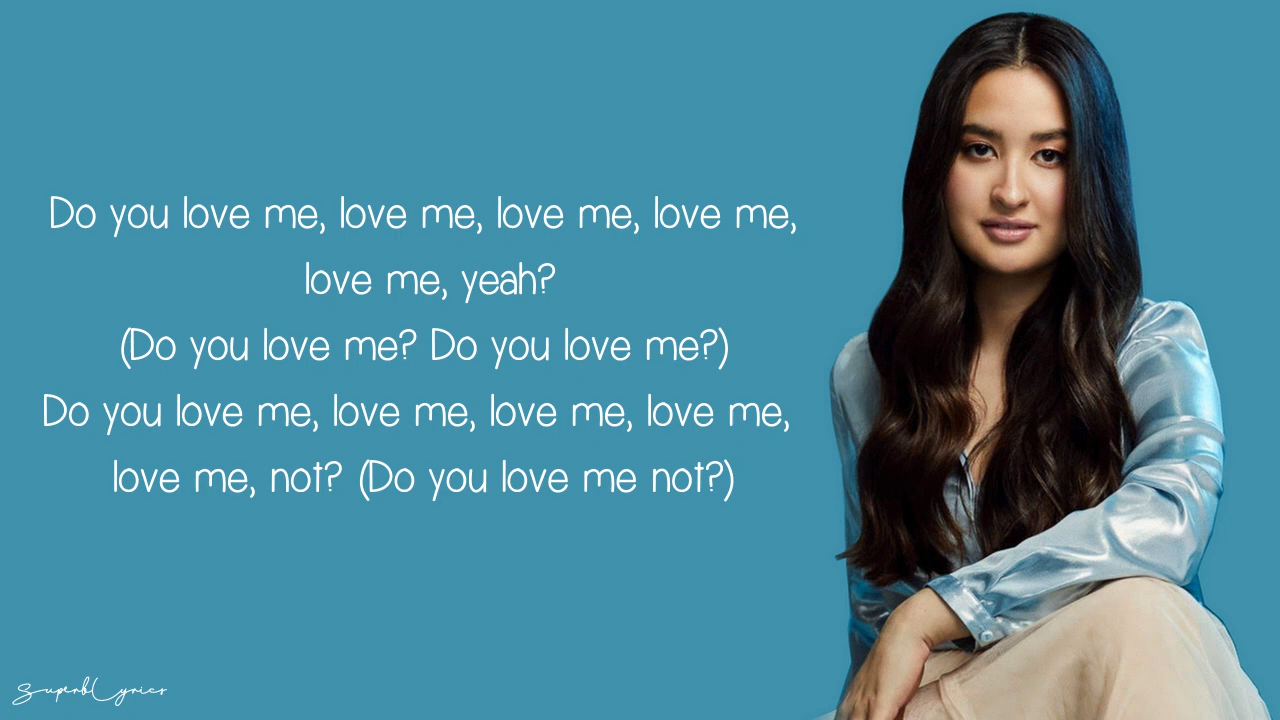 Do you love me, love me, love me, love me,
love me, yeah?
(Do you love me? Do you love me?)
Do you love me, love me, love me, love me,
love me, not? (Do you love me not?)
SuperbLyrics